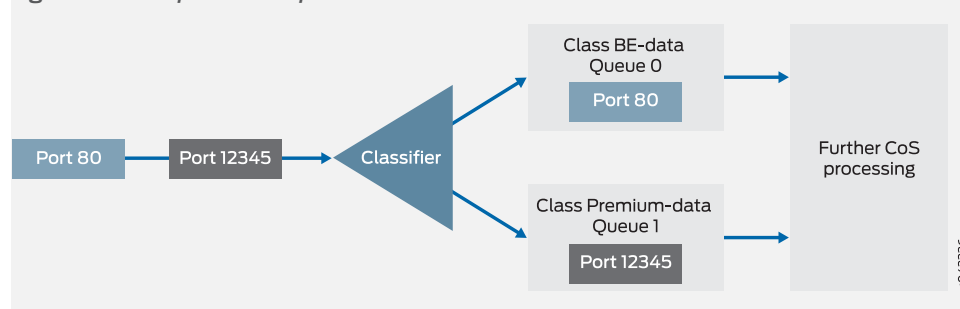 Class BE-data
Queue 0
Port 80
Port 80
Port 12345
Classifier
Further CoS
processing
Class Premium-data
Queue 1
Port 12345